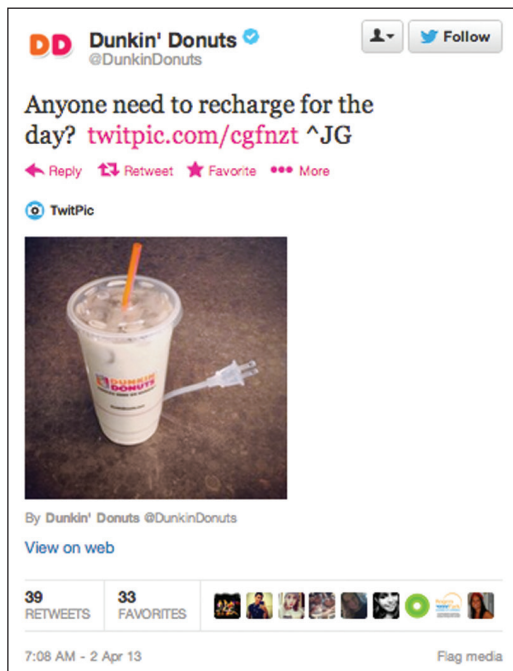 DD Dunkin' Donuts
Follow
@DunkinDonuts
Anyone need to recharge for the
day? twitpic.com/cgfnzt ^JG
Reply Retweet Favorite More
TwitPic
DUNKIN'
DONUTS
By Dunkin' Donuts @DunkinDonuts
View on web
39 33
RETWEETS FAVORITES
7:08 AM - 2 Apr 13 Flag media